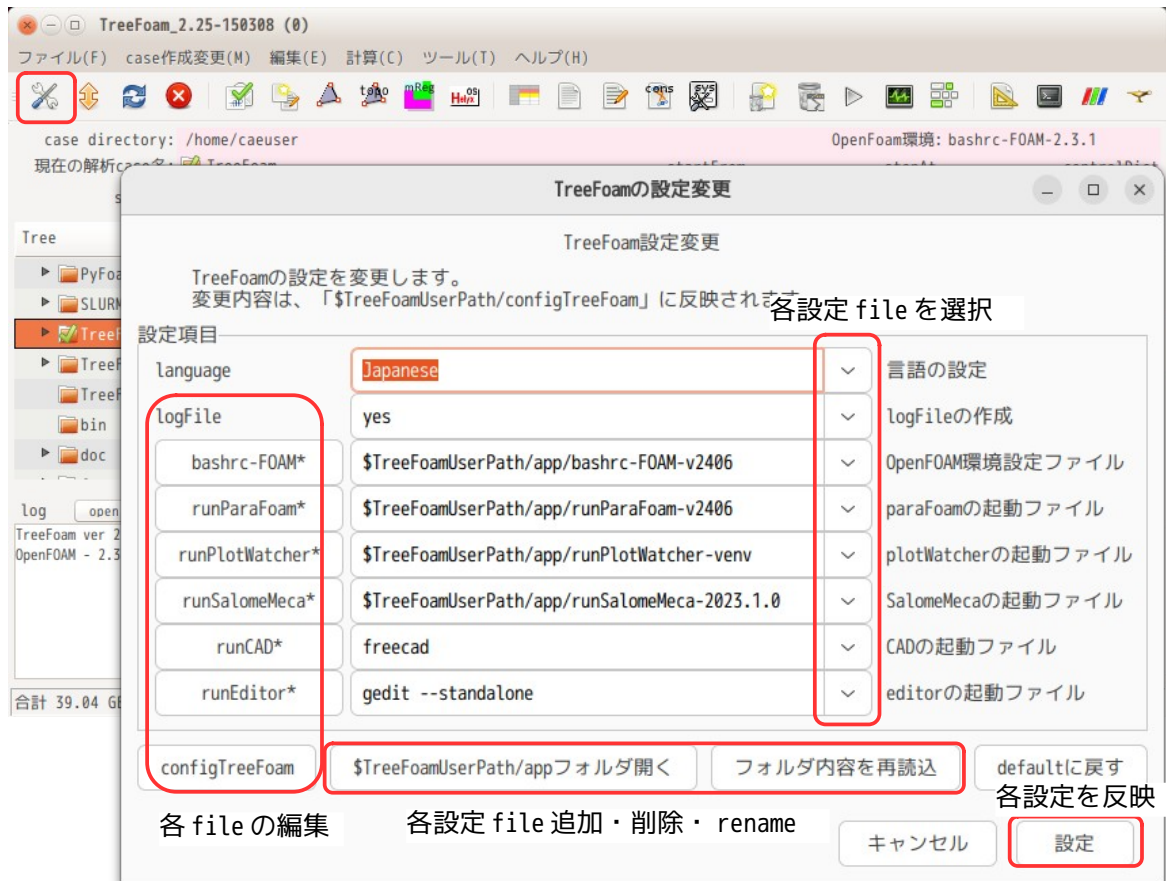 TreeFoam_2.25-150308 (0)
ファイル(F) case作成変更(M) 編集(E) 計算(C) ツール(T) ヘルプ(H)
case directory: /home/caeuser
OpenFoam環境: bashrc-FOAM-2.3.1
TreeFoamの設定変更
Tree
TreeFoam設定変更
TreeFoamの設定を変更します。
変更内容は、「$TreeFoamUserPath/configTreeFoam」に反映されます
各設定 file を選択
設定項目
language Japanese 言語の設定
logFile yes logFileの作成
bashrc-FOAM* $TreeFoamUserPath/app/bashrc-FOAM-v2406 OpenFOAM環境設定ファイル
runParaFoam* $TreeFoamUserPath/app/runParaFoam-v2406 paraFoamの起動ファイル
runPlotWatcher* $TreeFoamUserPath/app/runPlotWatcher-venv plotWatcherの起動ファイル
runSalomeMeca* $TreeFoamUserPath/app/runSalomeMeca-2023.1.0 SalomeMecaの起動ファイル
runCAD* freecad CADの起動ファイル
runEditor* gedit --standalone editorの起動ファイル
bin
doc
log open
TreeFoam ver 2
OpenFOAM - 2.3
合計 39.04 GB
configTreeFoam $TreeFoamUserPath/appフォルダ開く フォルダ内容を再読込 defaultに戻す
各 file の編集
各設定 file 追加・削除・ rename
各設定を反映
キャンセル 設定